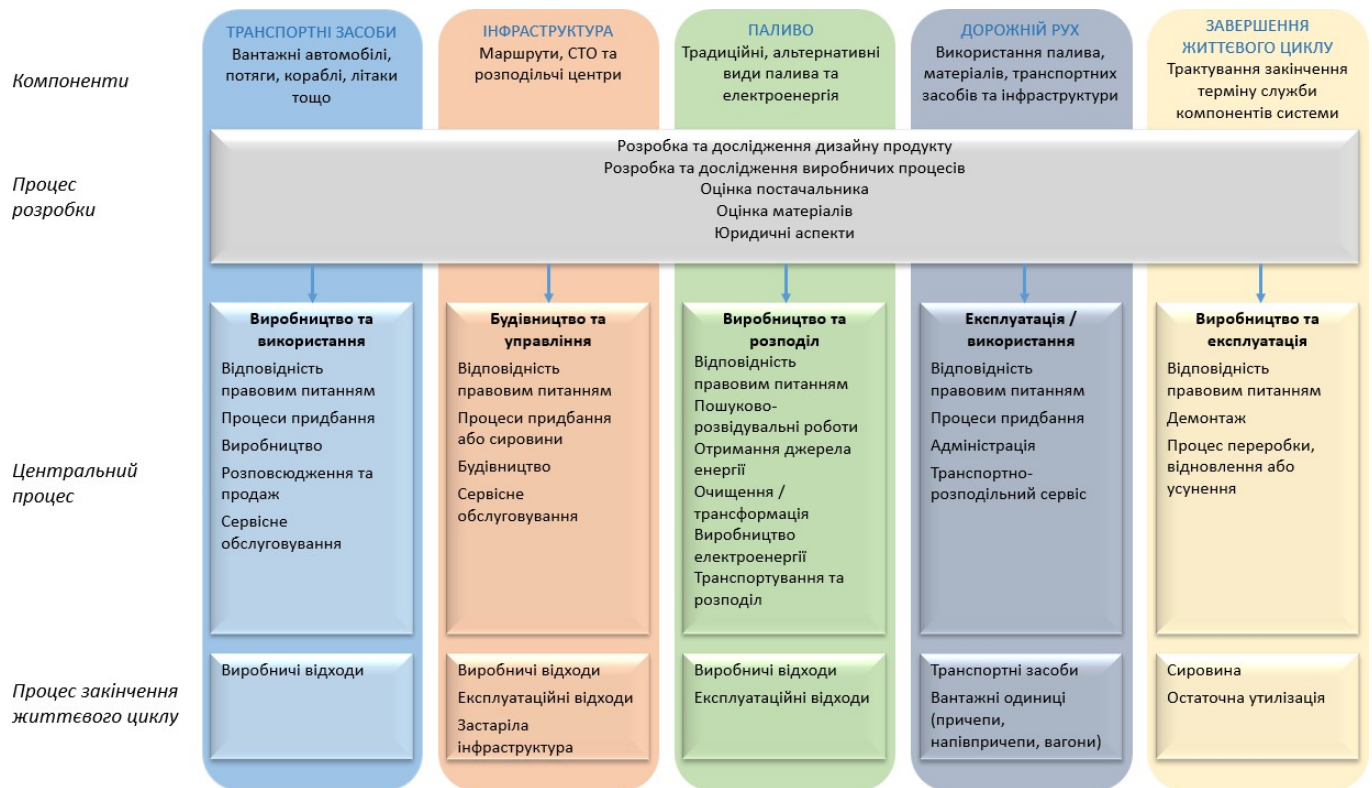 Компоненти
ТРАНСПОРТНІ ЗАСОБИ
Вантажні автомобілі,
потяги, кораблі, літаки
тощо
ІНФРАСТРУКТУРА
Маршрути, СТО та
розподільчі центри
ПАЛИВО
Традиційні, альтернативні
види палива та
електроенергія
ДОРОЖНІЙ РУХ
Використання палива,
матеріалів, транспортних
засобів та інфраструктури
ЗАВЕРШЕННЯ
ЖИТТЄВОГО ЦИКЛУ
Трактування закінчення
терміну служби
компонентів системи
Процес
розробки
Розробка та дослідження дизайну продукту
Розробка та дослідження виробничих процесів
Оцінка постачальника
Оцінка матеріалів
Юридичні аспекти
Центральний
процес
Виробництво та
використання
Відповідність
правовим питанням
Процеси придбання
Виробництво
Розповсюдження та
продаж
Сервісне
обслуговування
Будівництво та
управління
Відповідність
правовим питанням
Процеси придбання
або сировини
Будівництво
Сервісне
обслуговування
Виробництво та
розподіл
Відповідність
правовим питанням
Пошуково-
розвідувальні роботи
Отримання джерела
енергії
Очищення /
трансформація
Виробництво
електроенергії
Транспортування та
розподіл
Експлуатація /
використання
Відповідність
правовим питанням
Процеси придбання
Адміністрація
Транспортно-
розподільний сервіс
Виробництво та
експлуатація
Відповідність
правовим питанням
Демонтаж
Процес переробки,
відновлення або
усунення
Процес закінчення
життєвого циклу
Виробничі відходи
Виробничі відходи
Експлуатаційні відходи
Застаріла
інфраструктура
Виробничі відходи
Експлуатаційні відходи
Транспортні засоби
Вантажні одиниці
(причепи,
напівпричепи, вагони)
Сировина
Остаточна утилізація